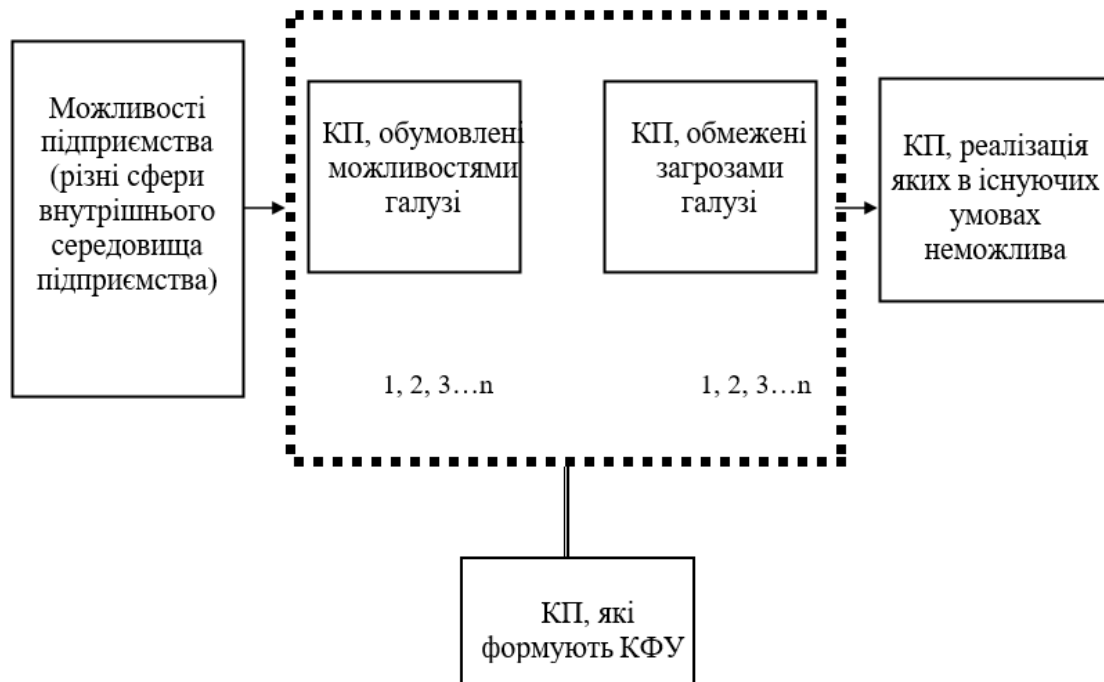 Можливості
підприємства
(різні сфери
внутрішнього
середовища
підприємства)
КП, обумовлені
можливостями
галузі
КП, обмежені
загрозами
галузі
КП, реалізація
яких в існуючих
умовах
неможлива
1, 2, 3…n
1, 2, 3…n
КП, які
формують КФУ